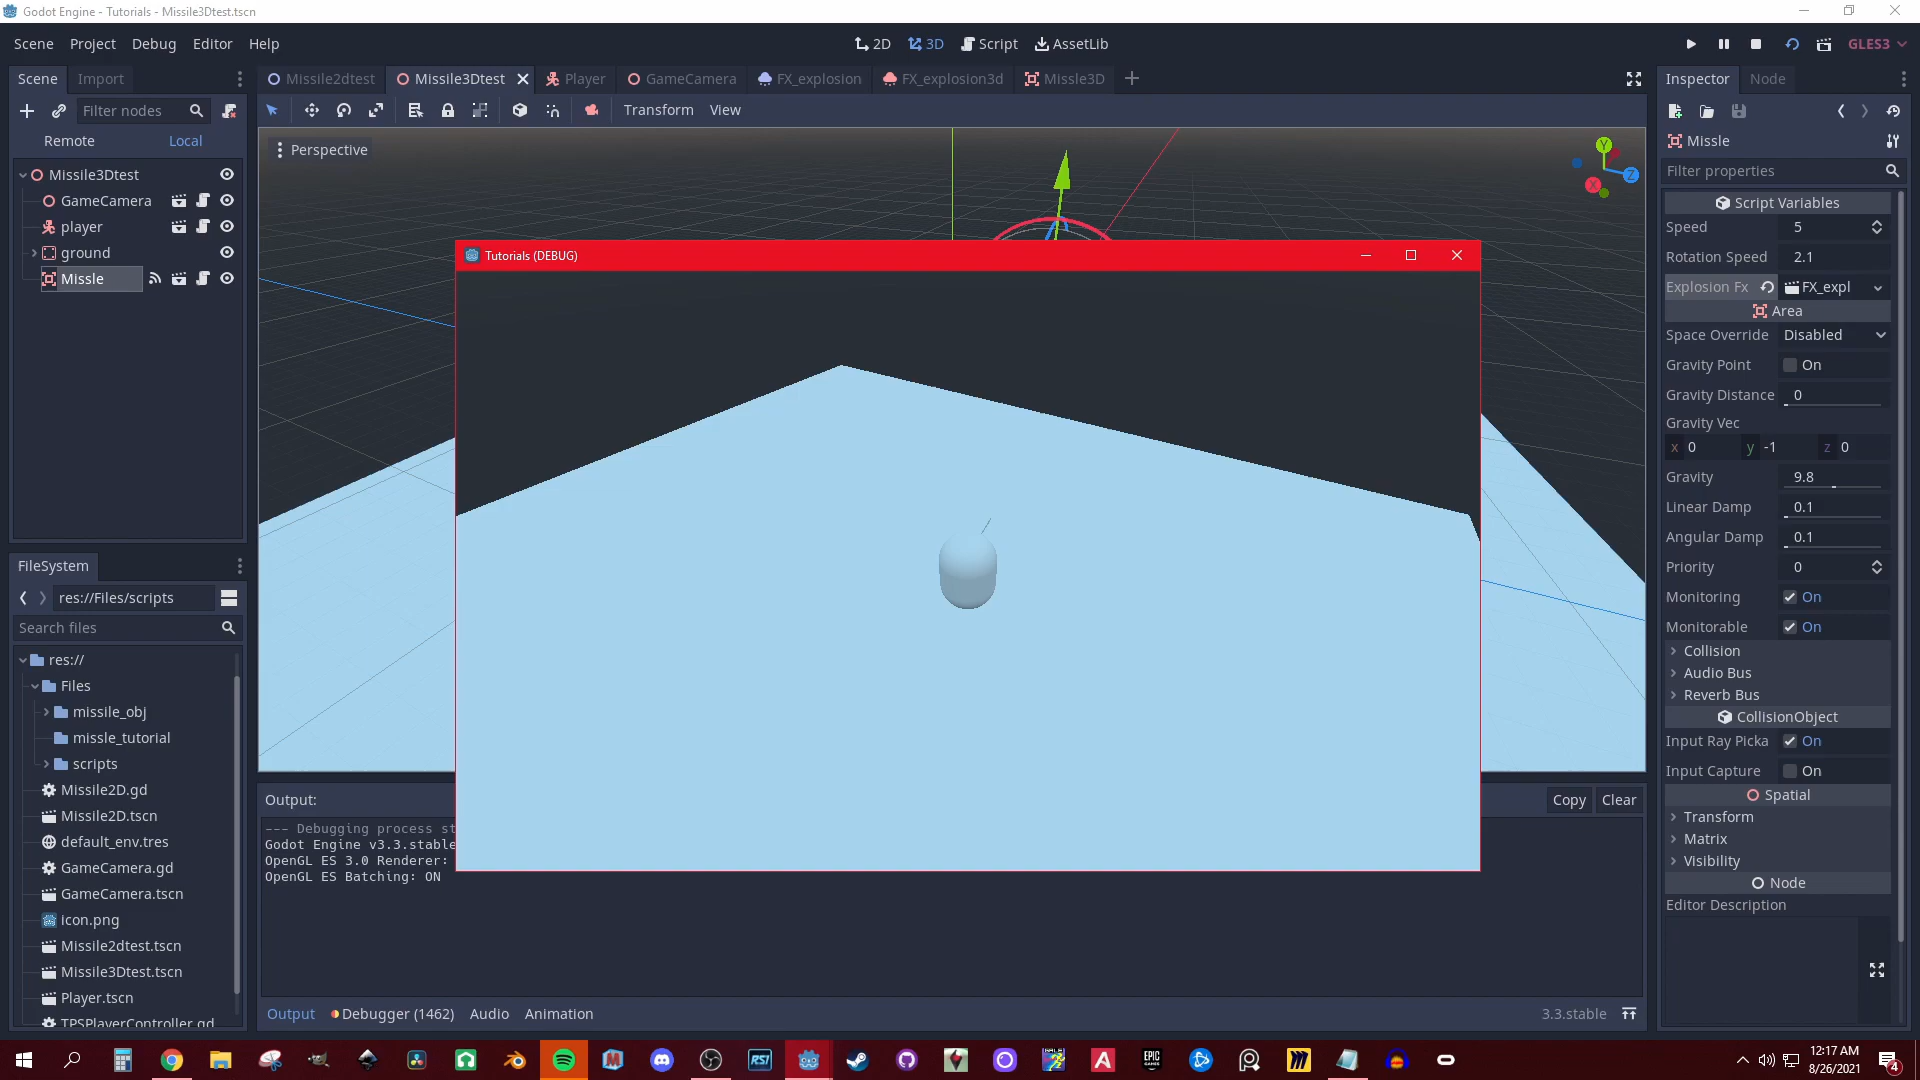 Godot Engine - Tutorials - Missile3Dtest.tscn
Scene Project Debug Editor Help
2D 3D Script AssetLib
GLES3
Scene Import
Missile2dtest Missile3Dtest Player GameCamera FX_explosion FX_explosion3d Missle3D
Inspector Node
Filter nodes
Transform View
Remote Local
Perspective
Missile3Dtest
GameCamera
player
ground
Missle
Y
Z
X
Tutorials (DEBUG)
FileSystem
res://Files/scripts
Search files
res://
Files
missile_obj
missle_tutorial
scripts
Missile2D.gd
Missile2D.tscn
default_env.tres
GameCamera.gd
GameCamera.tscn
icon.png
Missile2dtest.tscn
Missile3Dtest.tscn
Player.tscn
TPSPlayerController.gd
Output:
Copy Clear
--- Debugging process st
Godot Engine v3.3.stable
OpenGL ES 3.0 Renderer:
OpenGL ES Batching: ON
Output Debugger (1462) Audio Animation
3.3.stable
Missle
Filter properties
Script Variables
Speed 5
Rotation Speed 2.1
Explosion Fx FX_expl
Area
Space Override Disabled
Gravity Point On
Gravity Distance 0
Gravity Vec
x 0 y -1 z 0
Gravity 9.8
Linear Damp 0.1
Angular Damp 0.1
Priority 0
Monitoring On
Monitorable On
Collision
Audio Bus
Reverb Bus
CollisionObject
Input Ray Picka On
Input Capture On
Spatial
Transform
Matrix
Visibility
Node
Editor Description
RSI
EPIC GAMES
12:17 AM
8/26/2021
4